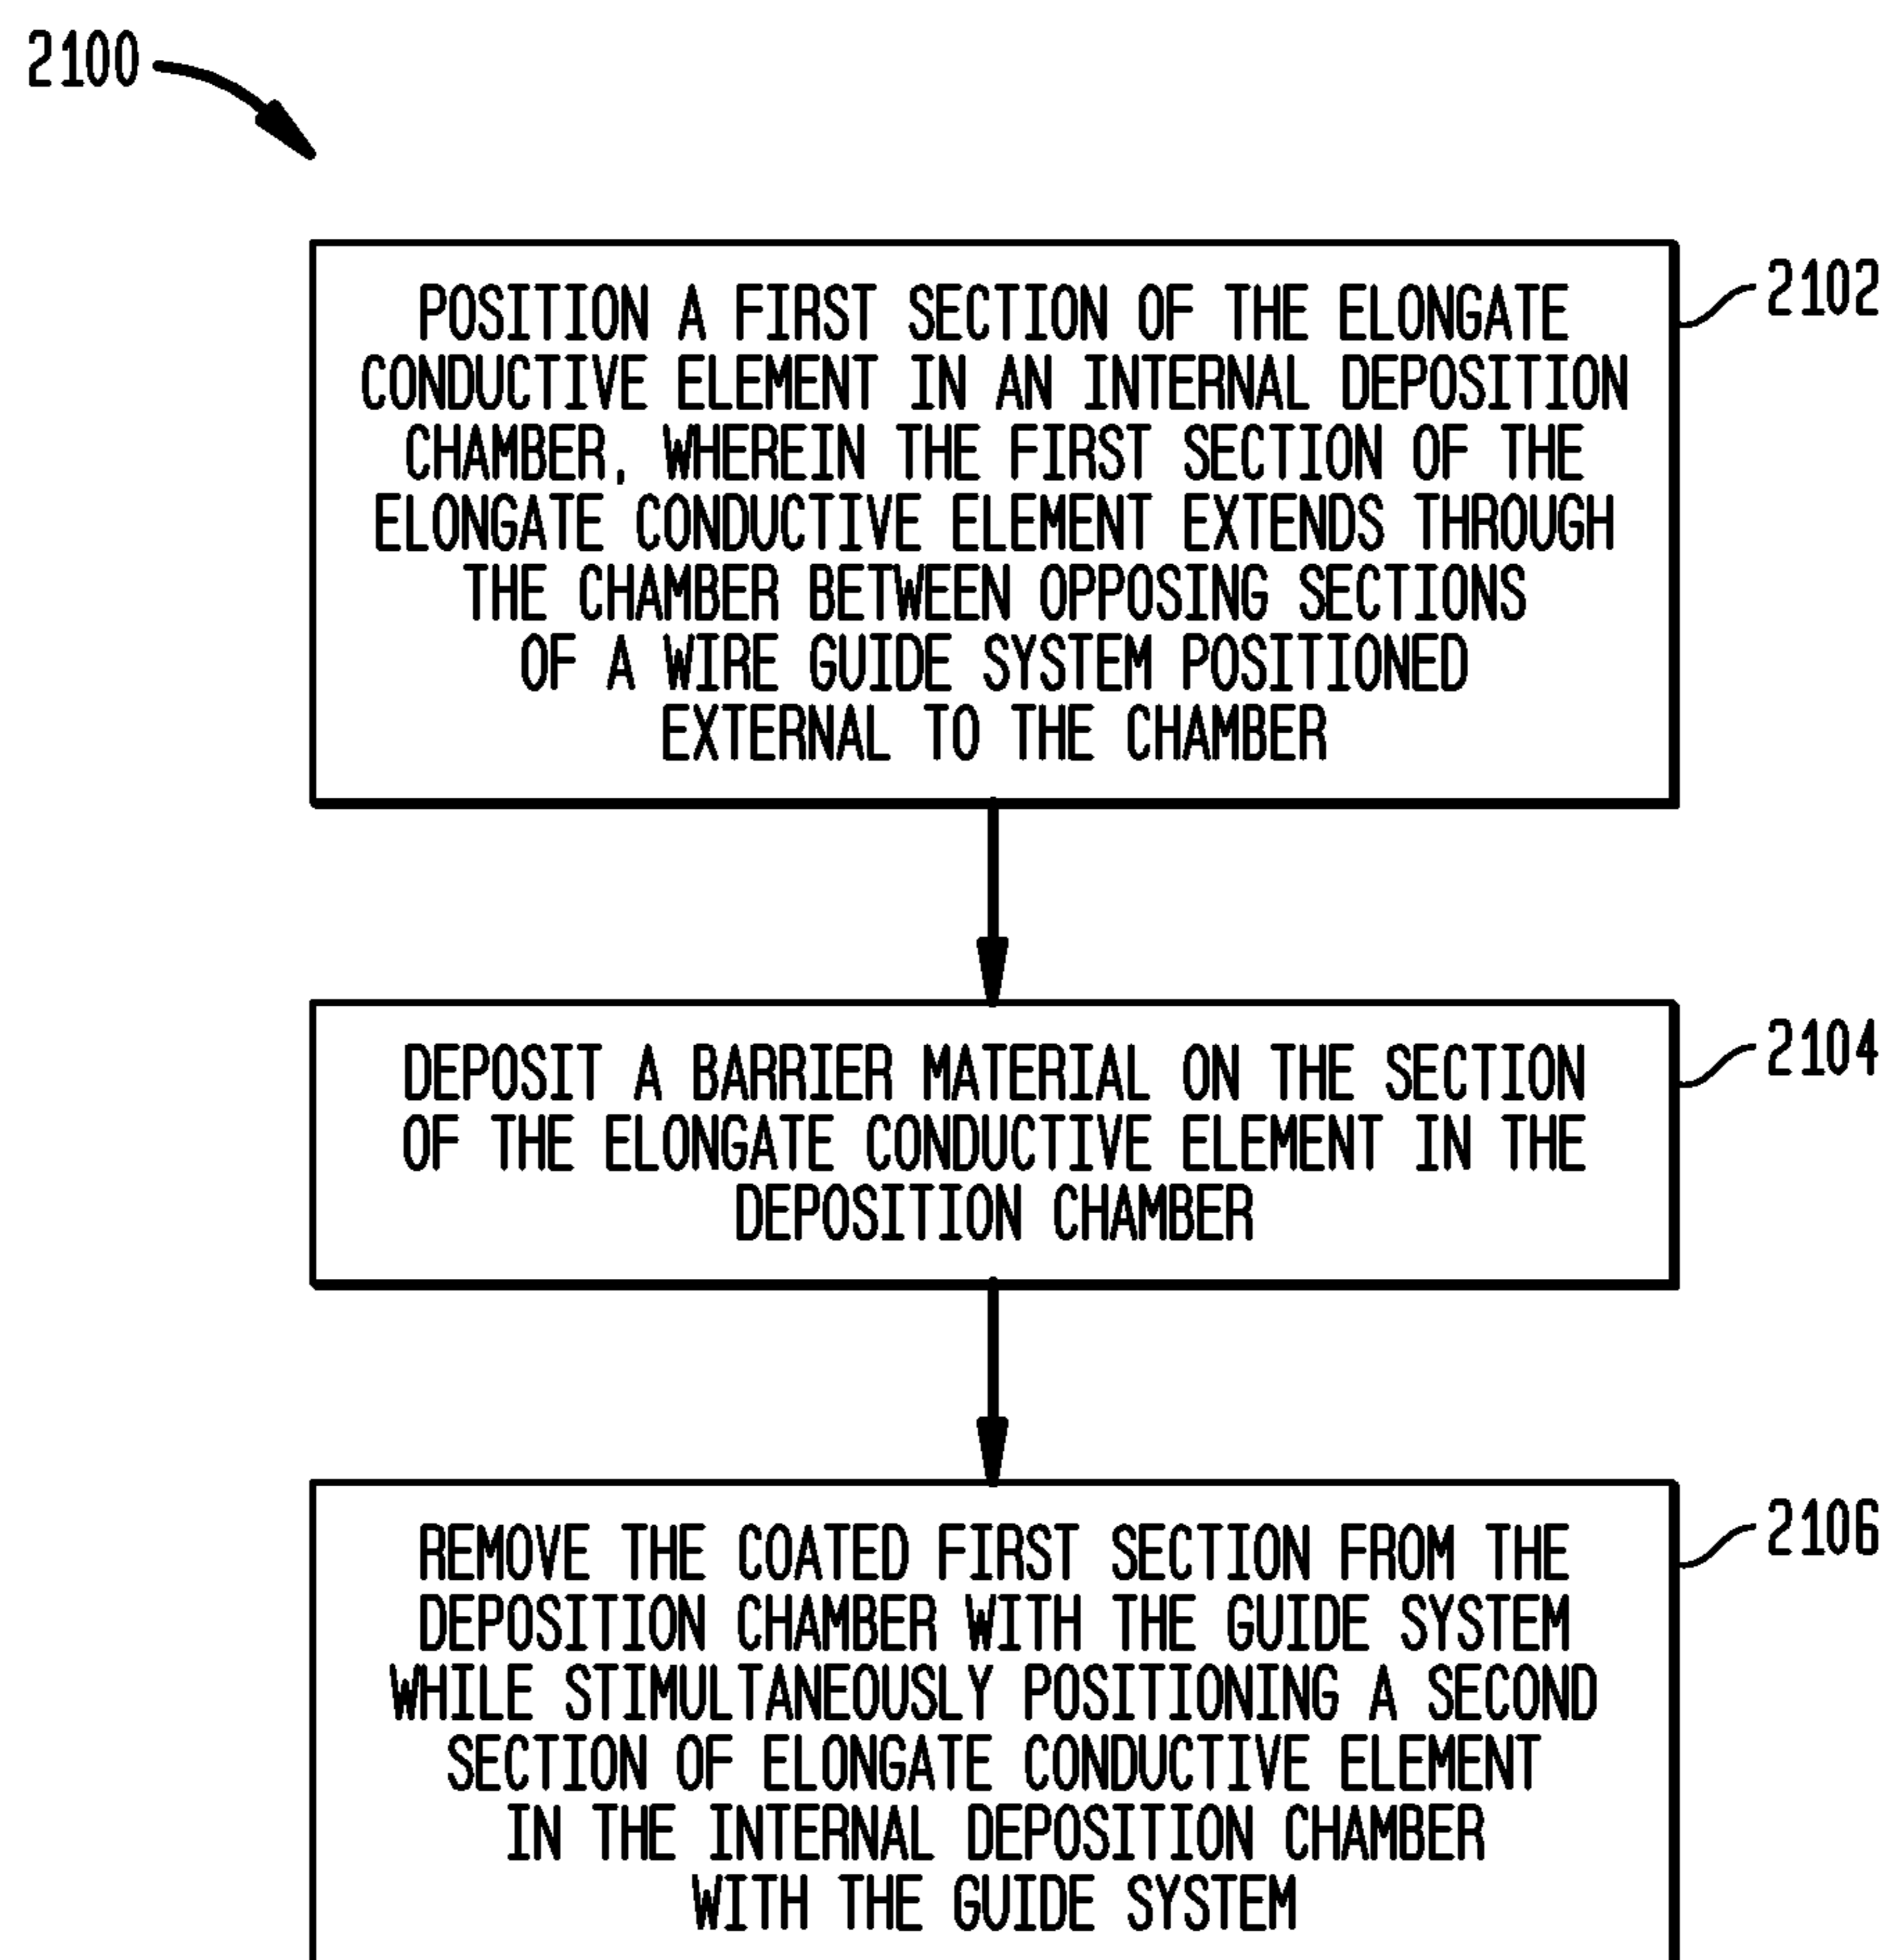 2100
2102
POSITION A FIRST SECTION OF THE ELONGATE
CONDUCTIVE ELEMENT IN AN INTERNAL DEPOSITION
CHAMBER, WHEREIN THE FIRST SECTION OF THE
ELONGATE CONDUCTIVE ELEMENT EXTENDS THROUGH
THE CHAMBER BETWEEN OPPOSING SECTIONS
OF A WIRE GUIDE SYSTEM POSITIONED
EXTERNAL TO THE CHAMBER
2104
DEPOSIT A BARRIER MATERIAL ON THE SECTION
OF THE ELONGATE CONDUCTIVE ELEMENT IN THE
DEPOSITION CHAMBER
2106
REMOVE THE COATED FIRST SECTION FROM THE
DEPOSITION CHAMBER WITH THE GUIDE SYSTEM
WHILE STIMULTANEOUSLY POSITIONING A SECOND
SECTION OF ELONGATE CONDUCTIVE ELEMENT
IN THE INTERNAL DEPOSITION CHAMBER
WITH THE GUIDE SYSTEM